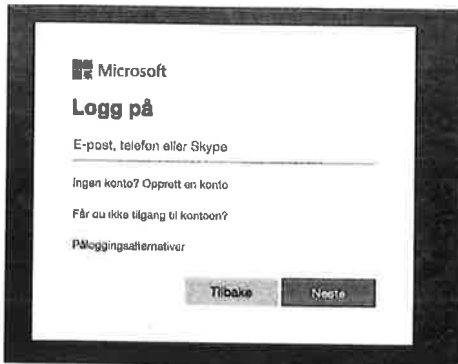 Microsoft
Logg på
E-post, telefon eller Skype
Ingen konto? Opprett en konto
Får du ikke tilgang til kontoen?
Påloggingsalternativer
Tilbake
Neste